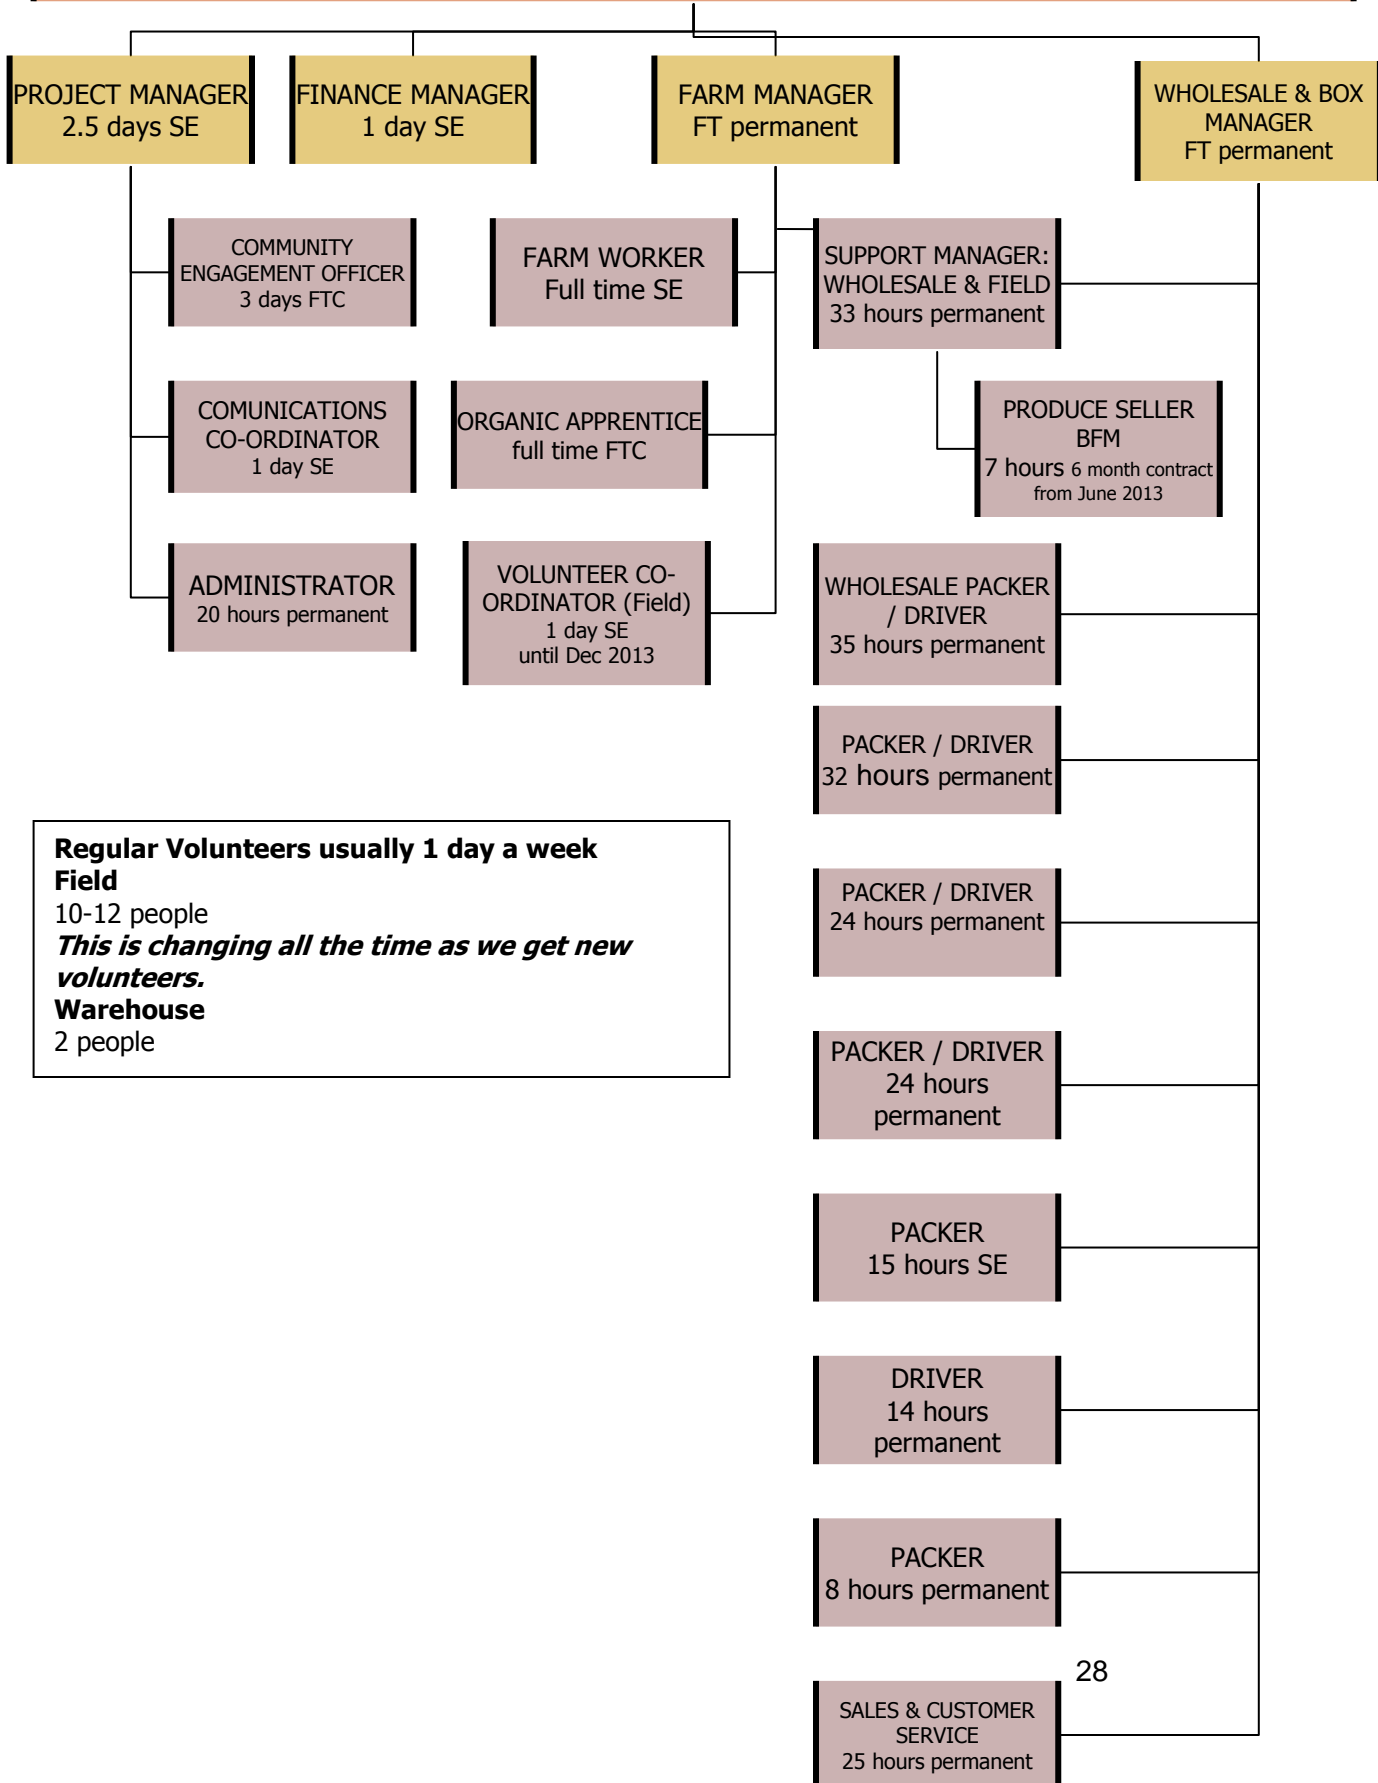 PROJECT MANAGER
2.5 days SE
FINANCE MANAGER
1 day SE
FARM MANAGER
FT permanent
WHOLESALE & BOX
MANAGER
FT permanent
COMMUNITY
ENGAGEMENT OFFICER
3 days FTC
FARM WORKER
Full time SE
SUPPORT MANAGER:
WHOLESALE & FIELD
33 hours permanent
COMUNICATIONS
CO-ORDINATOR
1 day SE
ORGANIC APPRENTICE
full time FTC
PRODUCE SELLER
BFM
7 hours 6 month contract
from June 2013
ADMINISTRATOR
20 hours permanent
VOLUNTEER CO-
ORDINATOR (Field)
1 day SE
until Dec 2013
WHOLESALE PACKER
/ DRIVER
35 hours permanent
PACKER / DRIVER
32 hours permanent
Regular Volunteers usually 1 day a week
Field
10-12 people
This is changing all the time as we get new
volunteers.
Warehouse
2 people
PACKER / DRIVER
24 hours permanent
PACKER / DRIVER
24 hours
permanent
PACKER
15 hours SE
DRIVER
14 hours
permanent
PACKER
8 hours permanent
28
SALES & CUSTOMER
SERVICE
25 hours permanent